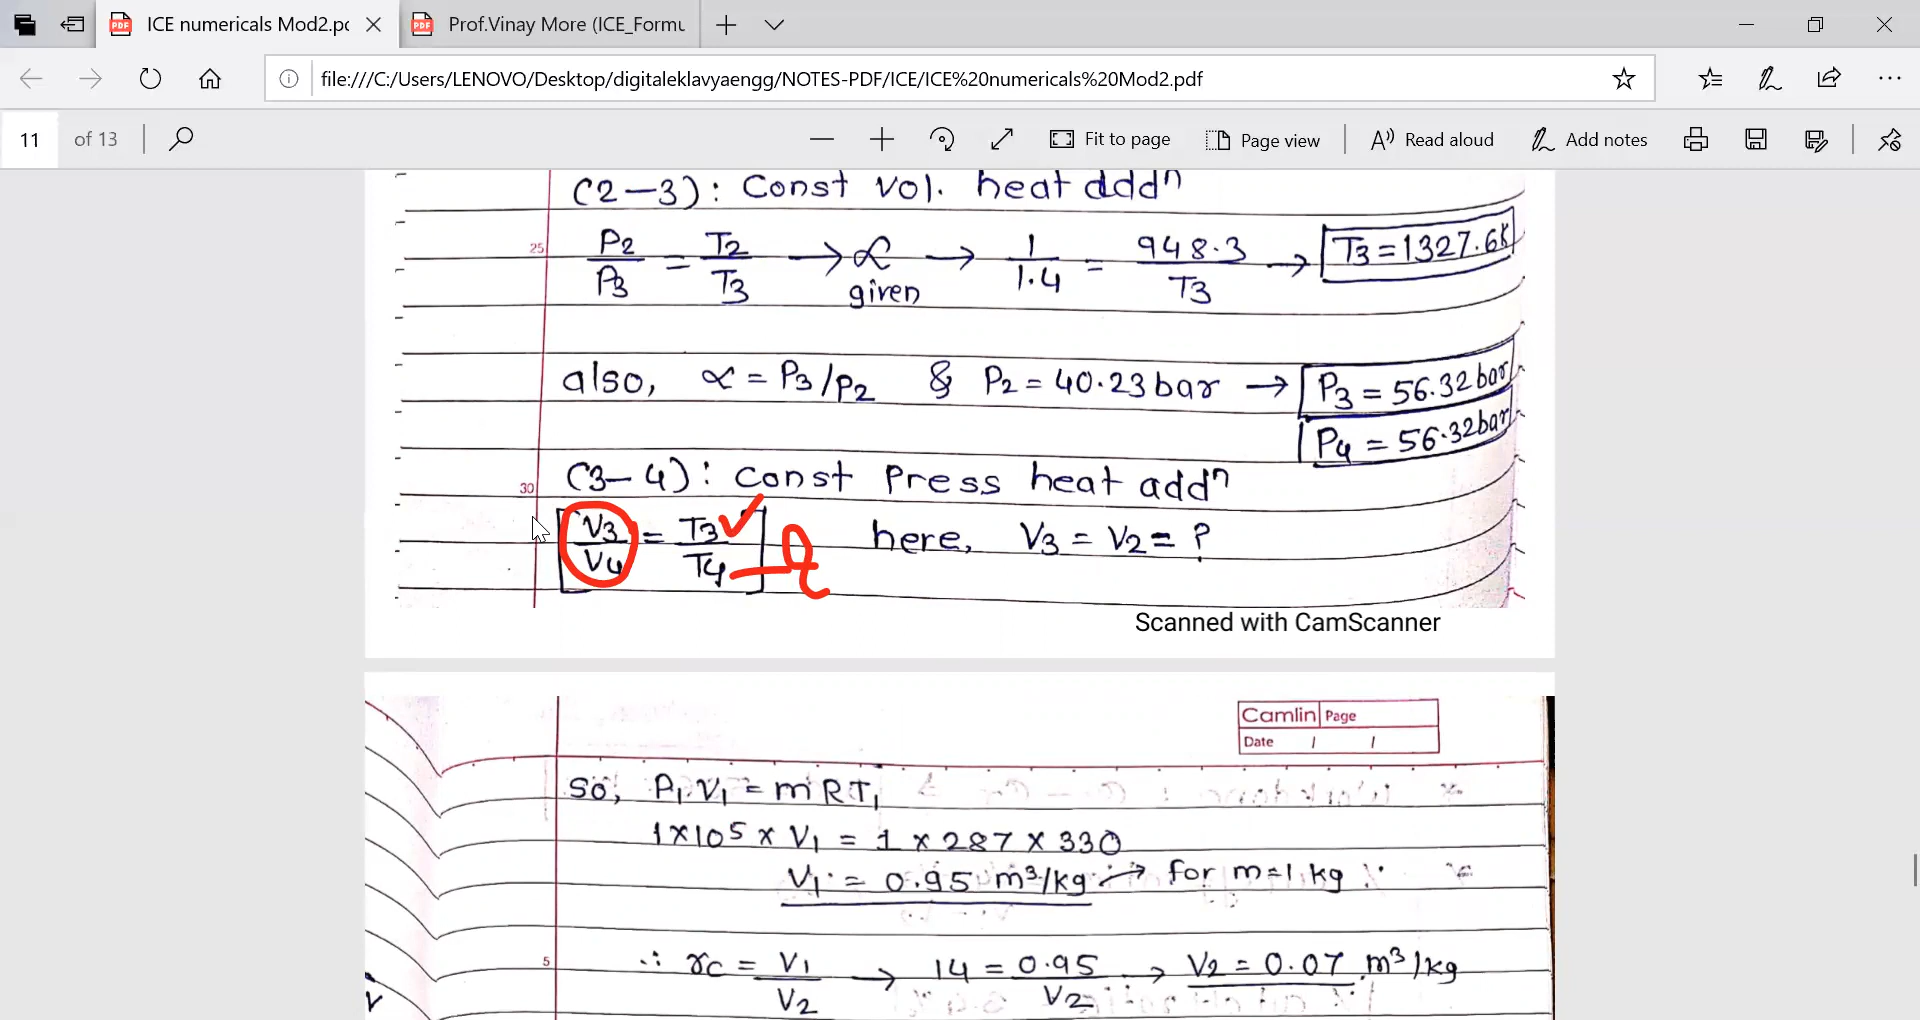 ICE numericals Mod2.pd
Prof.Vinay More (ICE_Formu
file:///C:/Users/LENOVO/Desktop/digitaleklavyaengg/NOTES-PDF/ICE/ICE%20numericals%20Mod2.pdf
11 of 13 Fit to page Page view Read aloud Add notes
(2-3): Const vol. heat addⁿ
25 P2/P3 = T2/T3 → α given → 1/1.4 = 948.3/T3 → T3 = 1327.6K
also, α = P3/P2 & P2 = 40.23 bar → P3 = 56.32 bar
P4 = 56.32 bar
(3-4): Const Press heat addⁿ
30
V3/V4 = T3/T4 here, V3 = V2 = ?
Scanned with CamScanner
Camlin Page
Date / /
So, P1V1 = mRT1
1×10⁵ × V1 = 1 × 287 × 330
V1 = 0.95 m³/kg → for m=1 kg
5 ∴ rc = V1/V2 → 14 = 0.95/V2 → V2 = 0.07 m³/kg